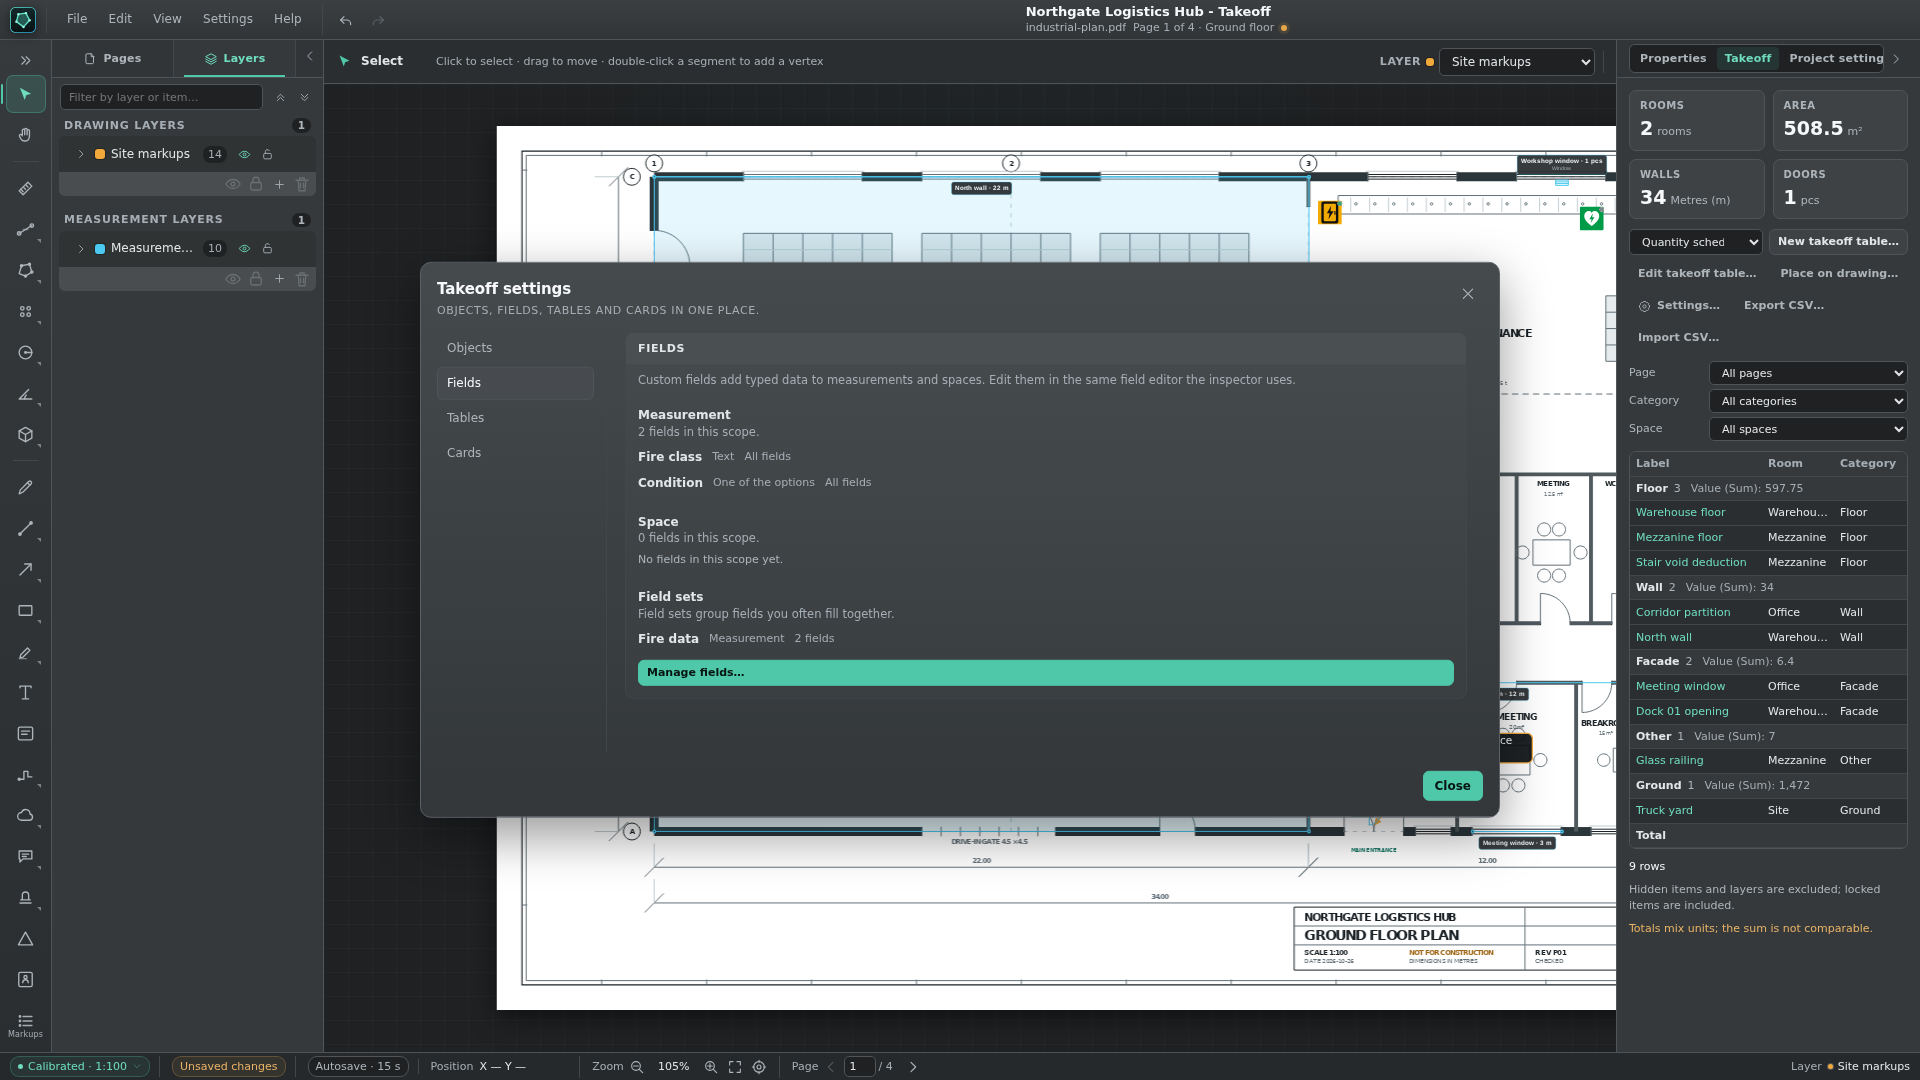 File Edit View Settings Help
Northgate Logistics Hub - Takeoff
industrial-plan.pdf Page 1 of 4 · Ground floor
Pages Layers
Select Click to select · drag to move · double-click a segment to add a vertex
LAYER Site markups
Properties Takeoff Project setting
Filter by layer or item...
DRAWING LAYERS 1
Site markups 14
MEASUREMENT LAYERS 1
Measureme... 10
Markups
1 2 3
C
North wall · 22 m
Workshop window · 1 pcs
Window
MEETING
12.5 m²
MEETING
BREAKRO
DRIVE-IN GATE 4.5 × 4.5
A
MAIN ENTRANCE
Meeting window · 3 m
22.00 12.00
34.00
NORTHGATE LOGISTICS HUB
GROUND FLOOR PLAN
SCALE 1:100 NOT FOR CONSTRUCTION REV P01
DATE 2026-10-26 DIMENSIONS IN METRES CHECKED
Takeoff settings
OBJECTS, FIELDS, TABLES AND CARDS IN ONE PLACE.
Objects
Fields
Tables
Cards
FIELDS
Custom fields add typed data to measurements and spaces. Edit them in the same field editor the inspector uses.
Measurement
2 fields in this scope.
Fire class Text All fields
Condition One of the options All fields
Space
0 fields in this scope.
No fields in this scope yet.
Field sets
Field sets group fields you often fill together.
Fire data Measurement 2 fields
Manage fields...
Close
ROOMS
2 rooms
AREA
508.5 m²
WALLS
34 Metres (m)
DOORS
1 pcs
Quantity sched New takeoff table...
Edit takeoff table... Place on drawing...
Settings... Export CSV...
Import CSV...
Page All pages
Category All categories
Space All spaces
Label Room Category
Floor 3 Value (Sum): 597.75
Warehouse floor Warehou... Floor
Mezzanine floor Mezzanine Floor
Stair void deduction Mezzanine Floor
Wall 2 Value (Sum): 34
Corridor partition Office Wall
North wall Warehou... Wall
Facade 2 Value (Sum): 6.4
Meeting window Office Facade
Dock 01 opening Warehou... Facade
Other 1 Value (Sum): 7
Glass railing Mezzanine Other
Ground 1 Value (Sum): 1,472
Truck yard Site Ground
Total
9 rows
Hidden items and layers are excluded; locked
items are included.
Totals mix units; the sum is not comparable.
Calibrated · 1:100 Unsaved changes Autosave · 15 s Position X — Y — Zoom 105% Page 1 / 4 Layer Site markups